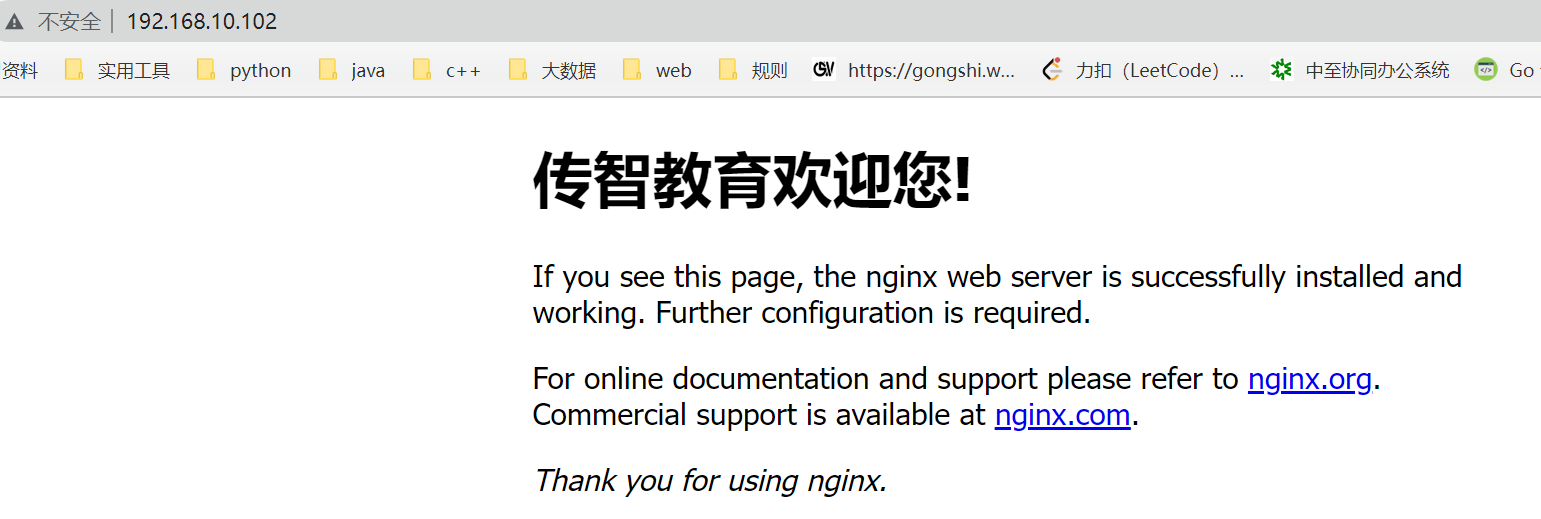 不安全 192.168.10.102
资料 实用工具 python java c++ 大数据 web 规则 https://gongshi.w... 力扣（LeetCode）... 中至协同办公系统 Go
传智教育欢迎您!
If you see this page, the nginx web server is successfully installed and
working. Further configuration is required.
For online documentation and support please refer to nginx.org.
Commercial support is available at nginx.com.
Thank you for using nginx.